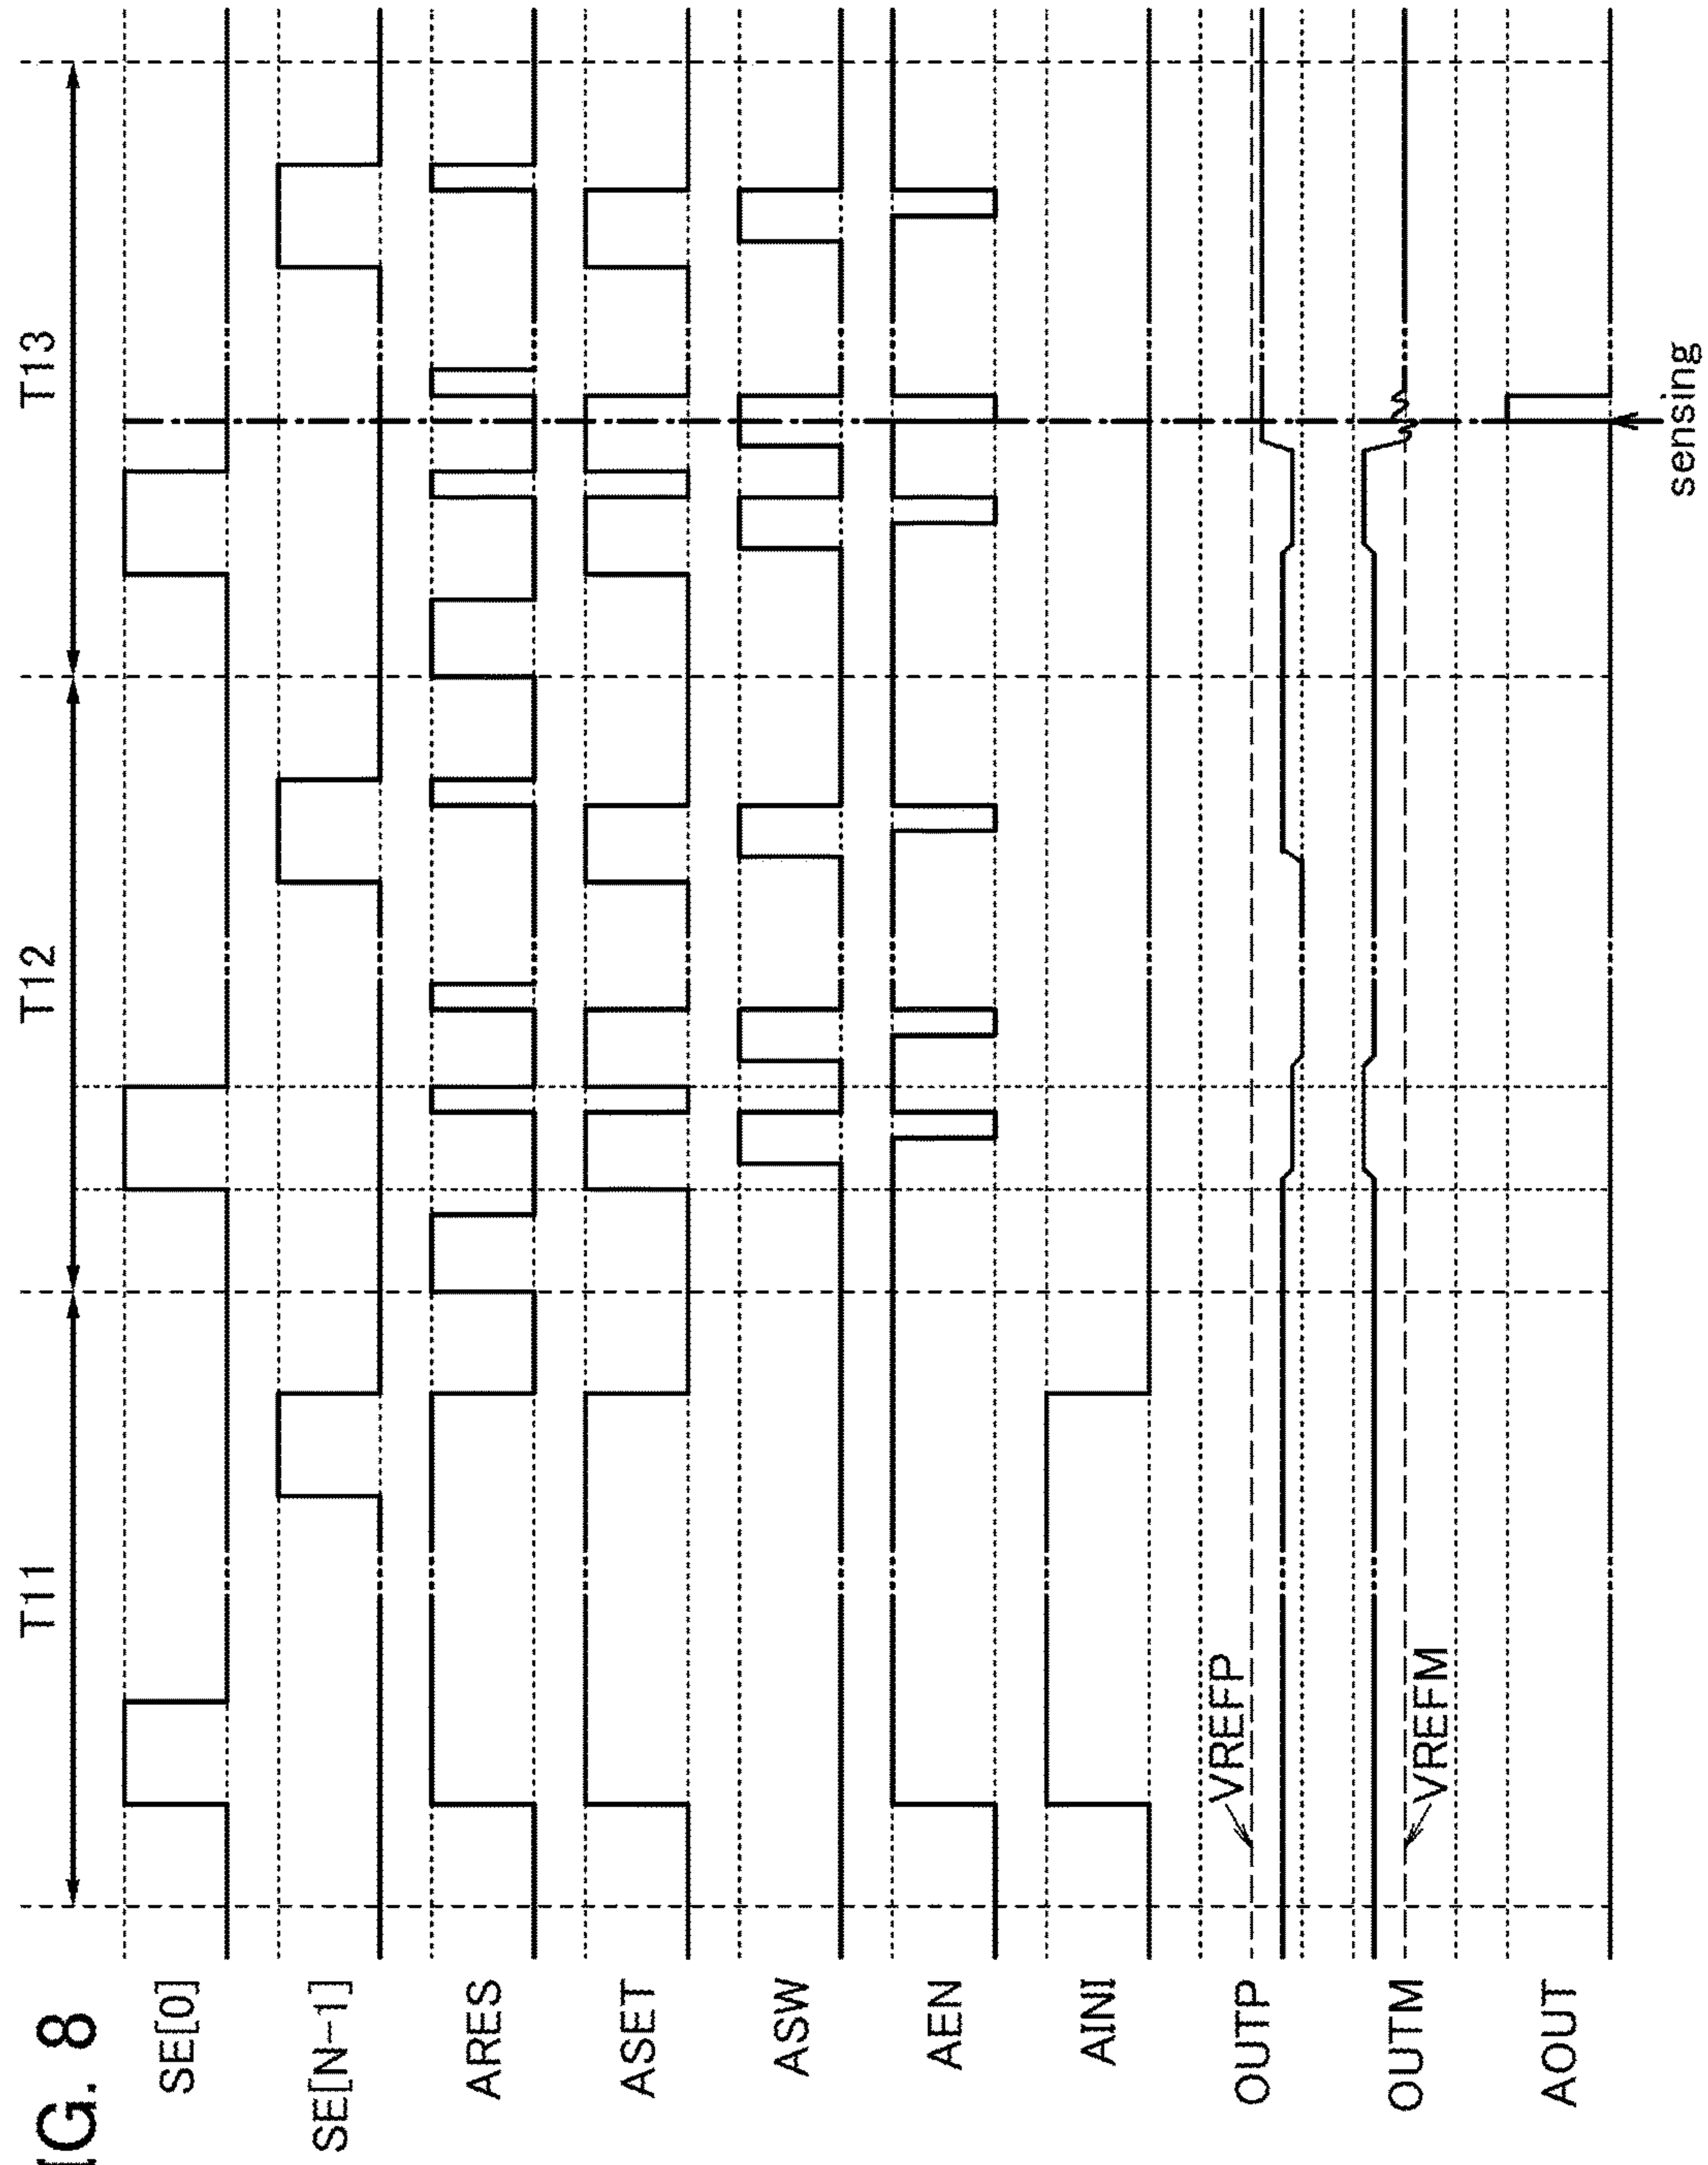 IG. 8
T11
T12
T13
SE[0]
SE[N-1]
ARES
ASET
ASW
AEN
AINI
OUTP
VREFP
OUTM
VREFM
AOUT
sensing